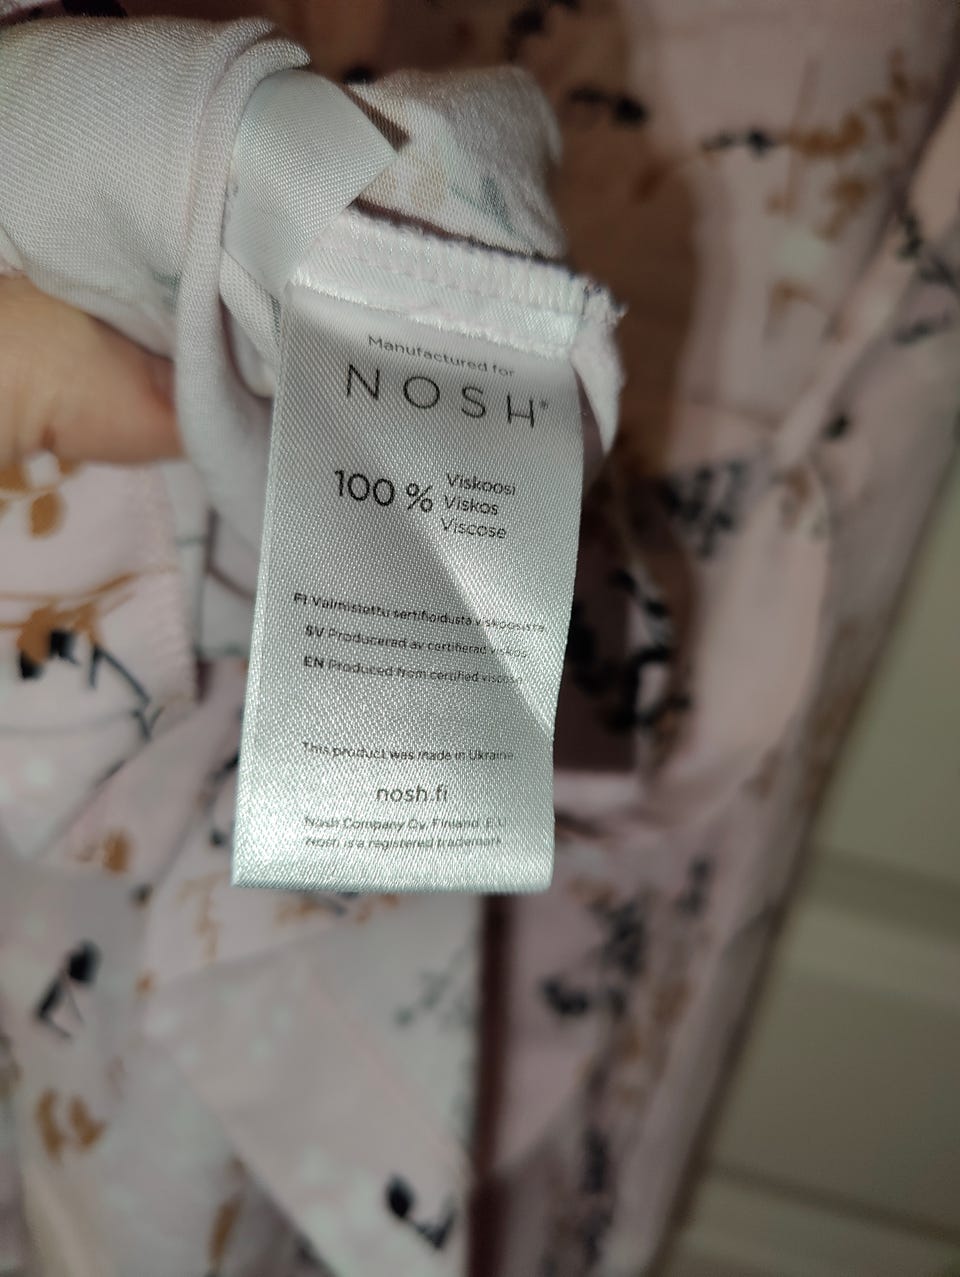 Manufactured for
NOSH®
100 % Viskoosi
Viskos
Viscose
FI Valmistettu sertifioidusta viskoosista
SV Producerad av certifierad viskos
EN Produced from certified viscose
This product was made in Ukraine
nosh.fi
Nosh Company Oy, Finland, E.U.
Nosh is a registered trademark